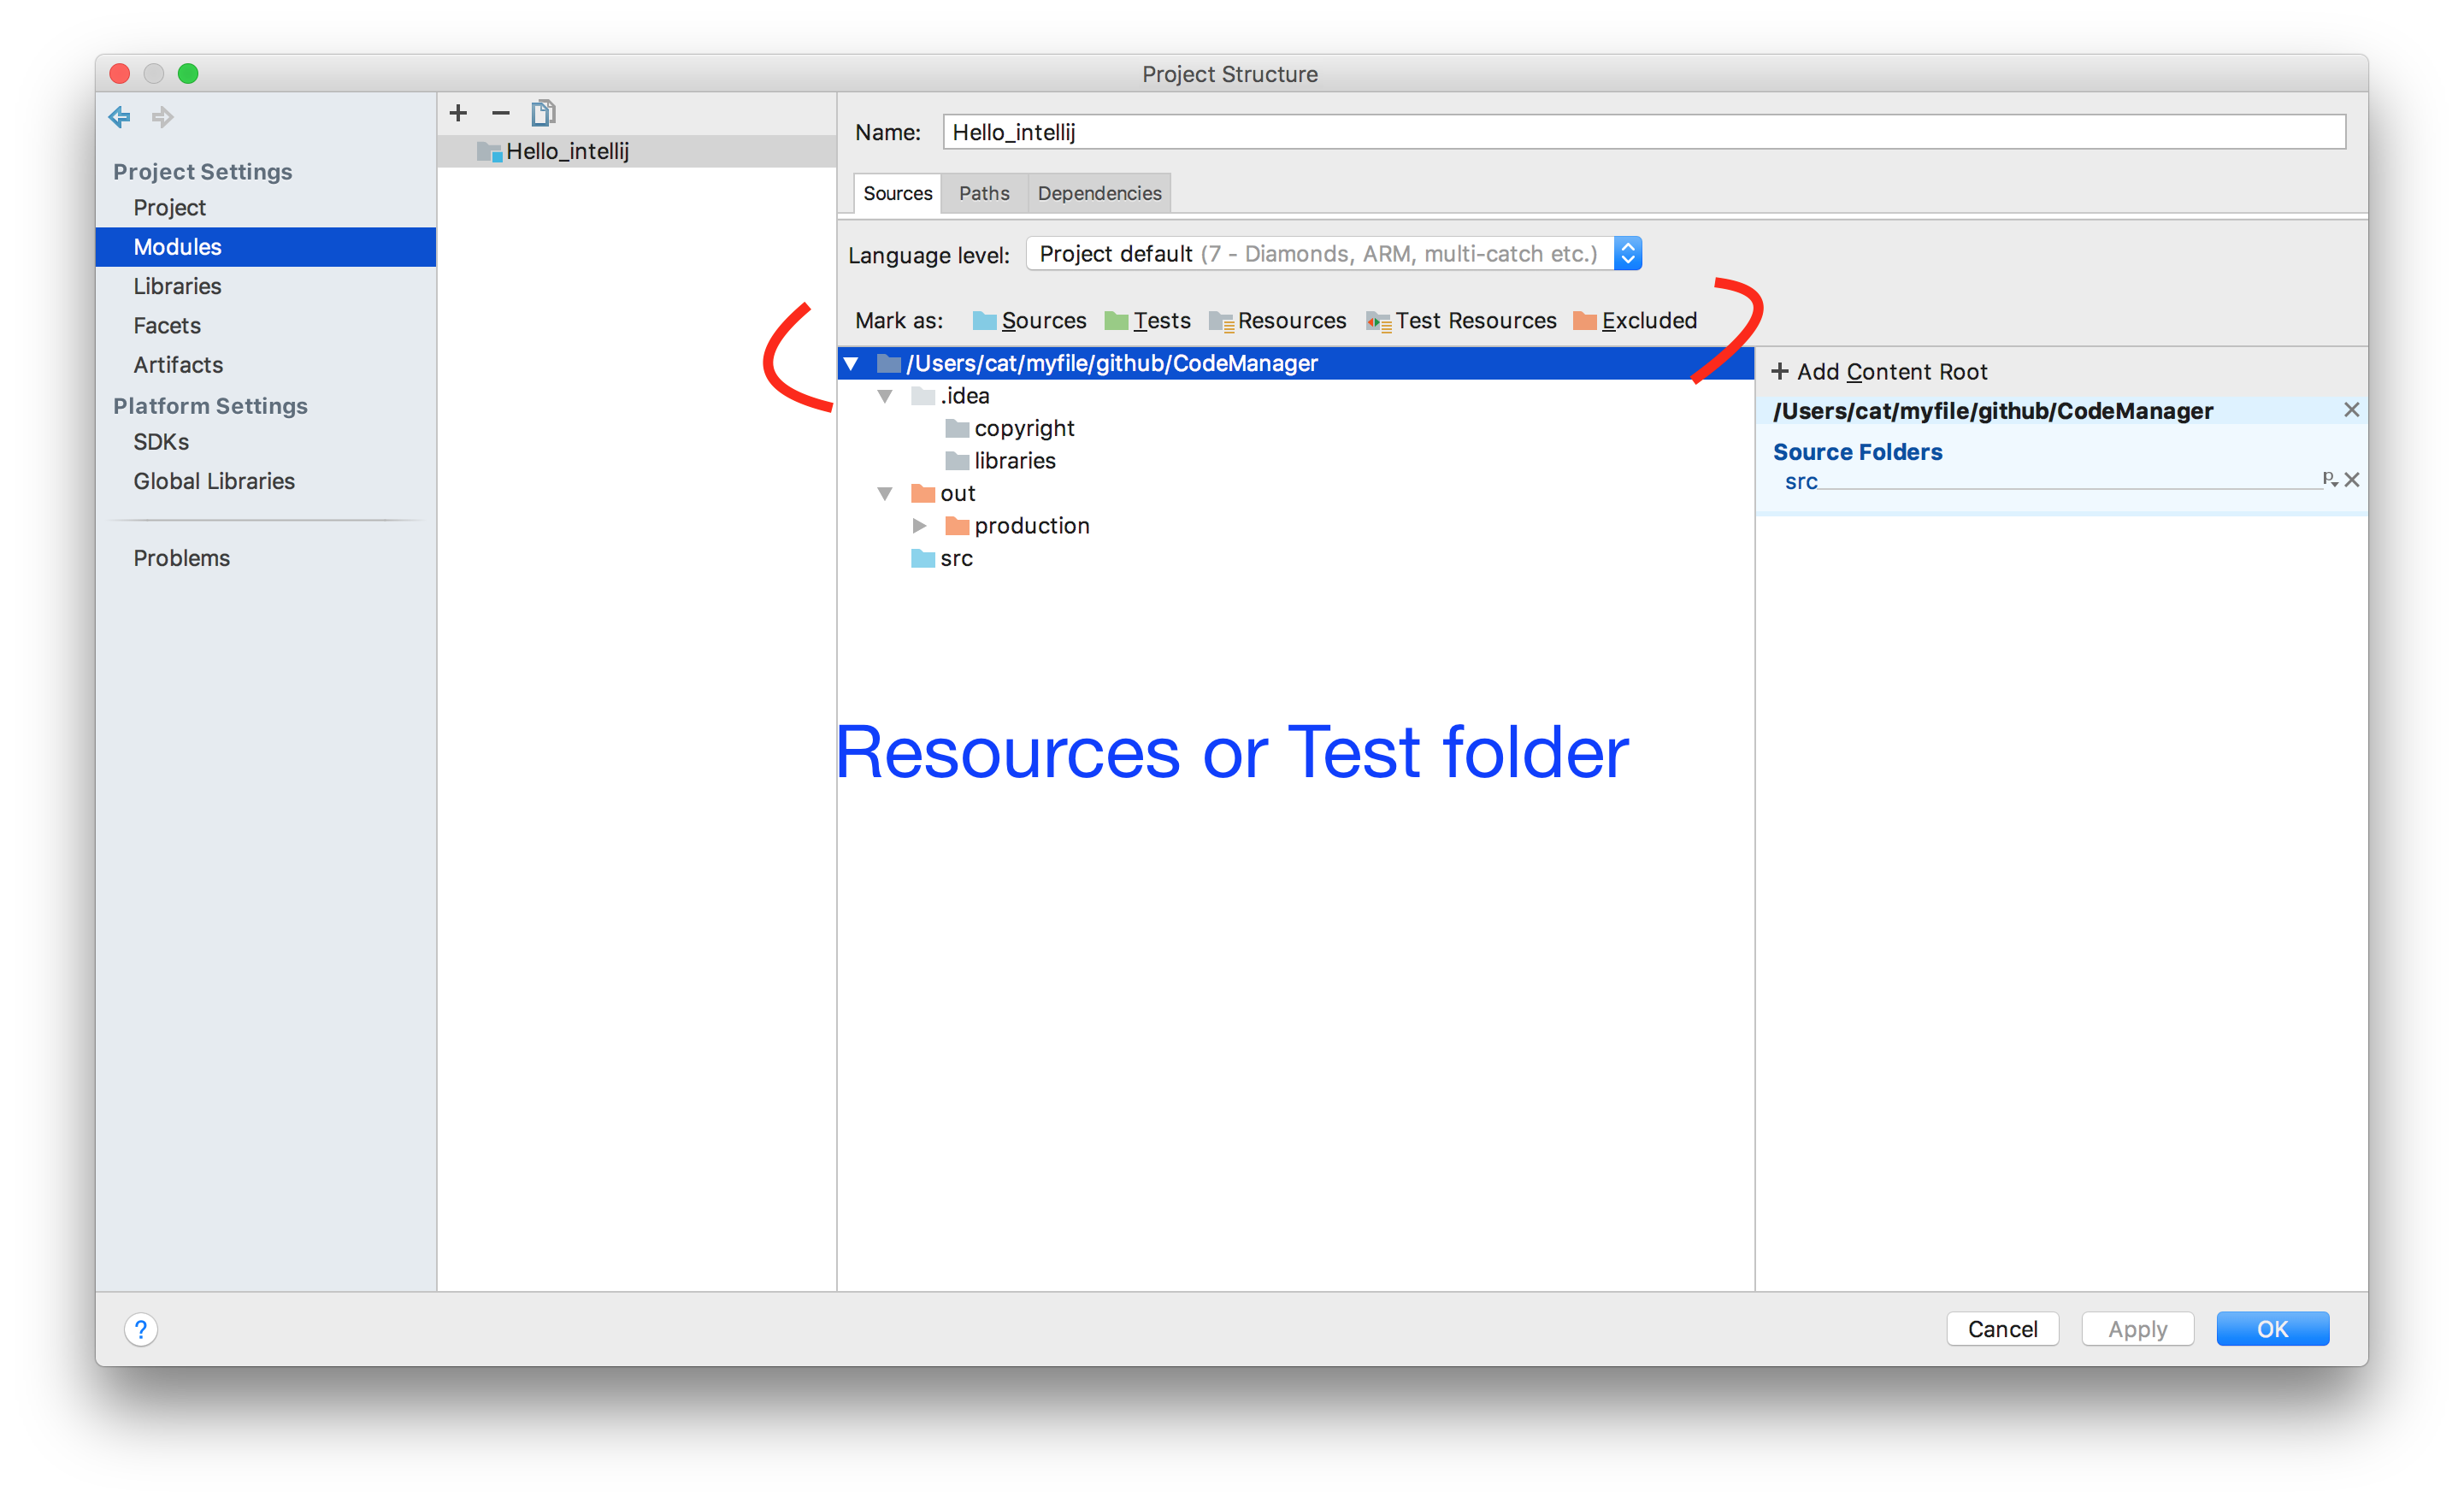 Project Structure
Project Settings
Project
Modules
Libraries
Facets
Artifacts
Platform Settings
SDKs
Global Libraries
Problems
Hello_intellij
Name: Hello_intellij
Sources Paths Dependencies
Language level: Project default (7 - Diamonds, ARM, multi-catch etc.)
Mark as: Sources Tests Resources Test Resources Excluded
/Users/cat/myfile/github/CodeManager
.idea
copyright
libraries
out
production
src
Resources or Test folder
+ Add Content Root
/Users/cat/myfile/github/CodeManager
Source Folders
src P
? Cancel Apply OK